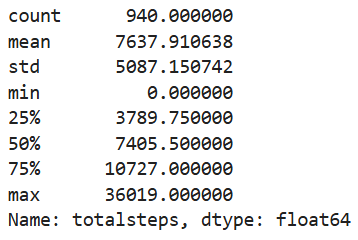 count 940.000000
mean 7637.910638
std 5087.150742
min 0.000000
25% 3789.750000
50% 7405.500000
75% 10727.000000
max 36019.000000
Name: totalsteps, dtype: float64